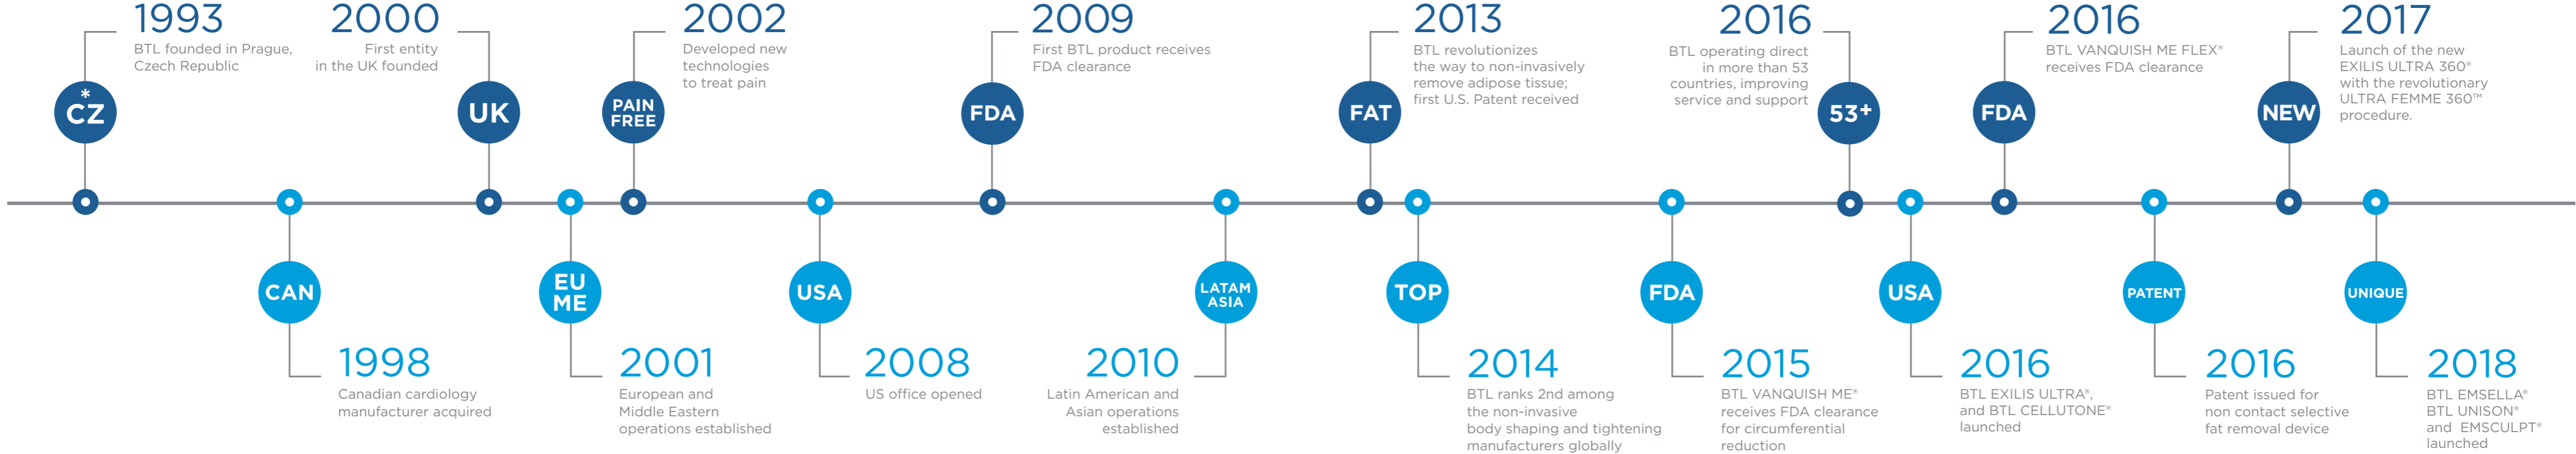 1993
BTL founded in Prague,
Czech Republic
*
CZ
CAN
1998
Canadian cardiology
manufacturer acquired
2000
First entity
in the UK founded
UK
EU
ME
2001
European and
Middle Eastern
operations established
2002
Developed new
technologies
to treat pain
PAIN
FREE
USA
2008
US office opened
2009
First BTL product receives
FDA clearance
FDA
LATAM
ASIA
2010
Latin American and
Asian operations
established
2013
BTL revolutionizes
the way to non-invasively
remove adipose tissue;
first U.S. Patent received
FAT
TOP
2014
BTL ranks 2nd among
the non-invasive
body shaping and tightening
manufacturers globally
FDA
2015
BTL VANQUISH ME®
receives FDA clearance
for circumferential
reduction
2016
BTL operating direct
in more than 53
countries, improving
service and support
53+
USA
2016
BTL EXILIS ULTRA®,
and BTL CELLUTONE®
launched
2016
BTL VANQUISH ME FLEX®
receives FDA clearance
FDA
PATENT
2016
Patent issued for
non contact selective
fat removal device
2017
Launch of the new
EXILIS ULTRA 360®
with the revolutionary
ULTRA FEMME 360™
procedure.
NEW
UNIQUE
2018
BTL EMSELLA®
BTL UNISON®
and EMSCULPT®
launched